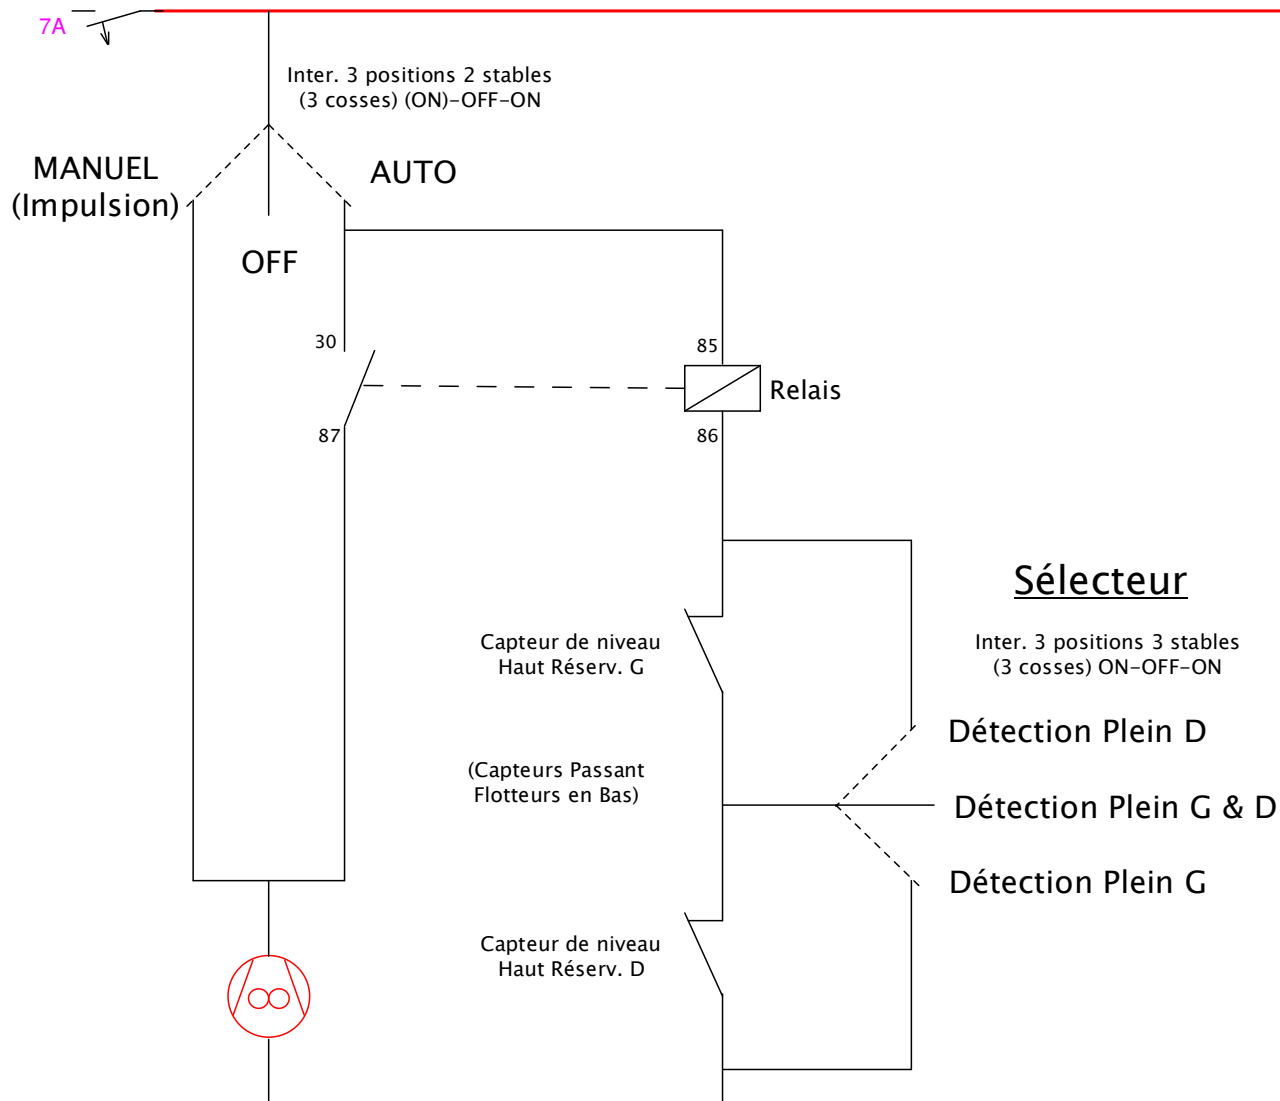 7A
Inter. 3 positions 2 stables
(3 cosses) (ON)-OFF-ON
MANUEL
(Impulsion)
AUTO
OFF
30
85
Relais
87
86
Sélecteur
Inter. 3 positions 3 stables
(3 cosses) ON-OFF-ON
Capteur de niveau
Haut Réserv. G
Détection Plein D
(Capteurs Passant
Flotteurs en Bas)
Détection Plein G & D
Détection Plein G
Capteur de niveau
Haut Réserv. D